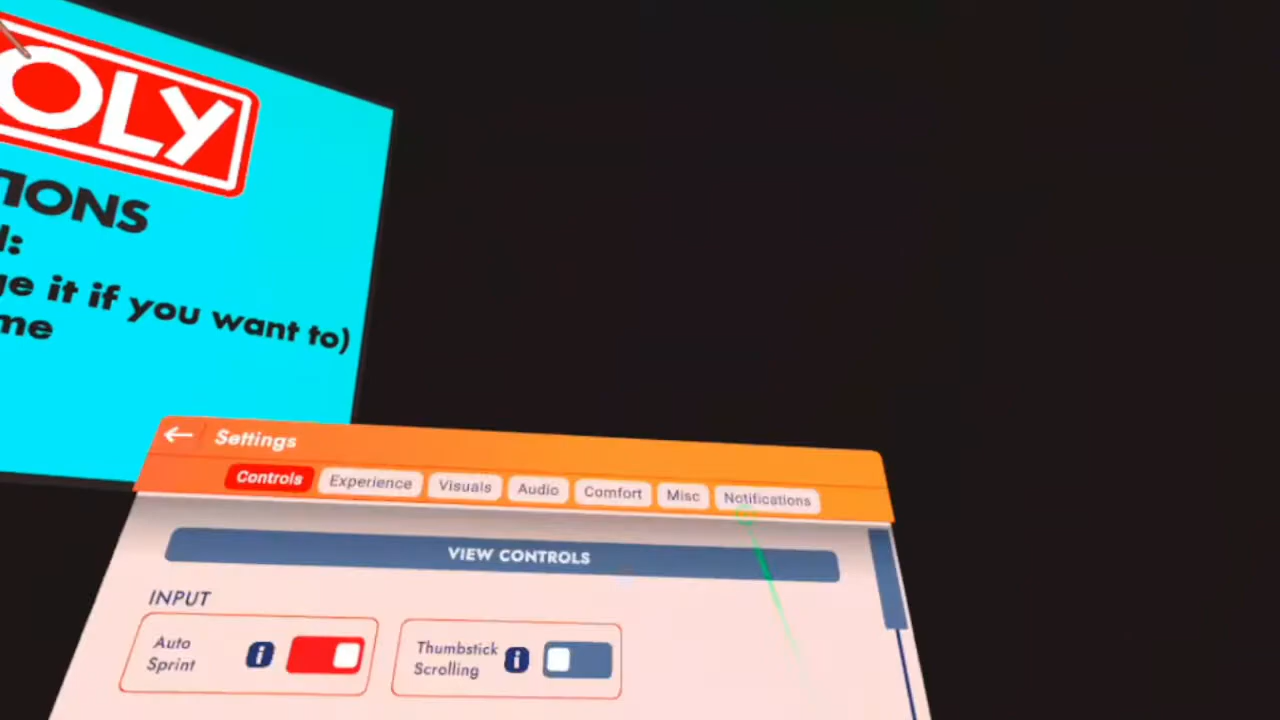 OLY
TIONS
d:
ge it if you want to)
me
Settings
Controls Experience Visuals Audio Comfort Misc Notifications
VIEW CONTROLS
INPUT
Auto
Sprint
Thumbstick
Scrolling